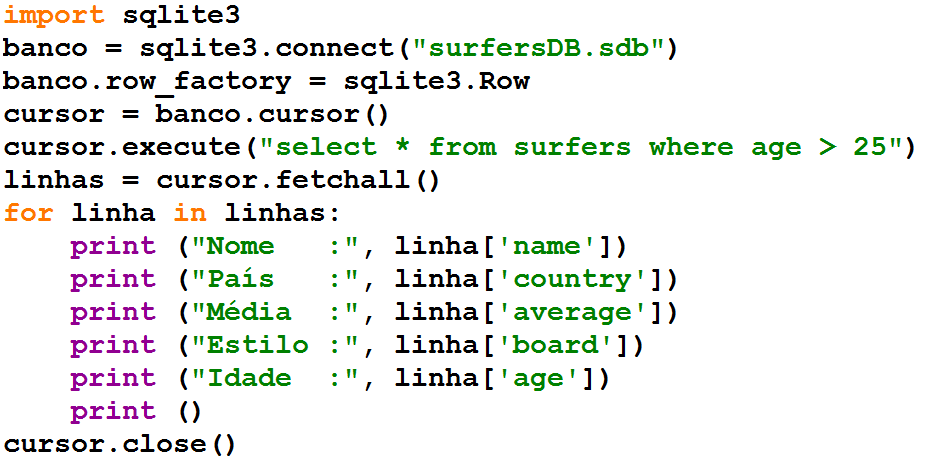 import sqlite3
banco = sqlite3.connect("surfersDB.sdb")
banco.row_factory = sqlite3.Row
cursor = banco.cursor()
cursor.execute("select * from surfers where age > 25")
linhas = cursor.fetchall()
for linha in linhas:
    print ("Nome   :", linha['name'])
    print ("País   :", linha['country'])
    print ("Média  :", linha['average'])
    print ("Estilo :", linha['board'])
    print ("Idade  :", linha['age'])
    print ()
cursor.close()